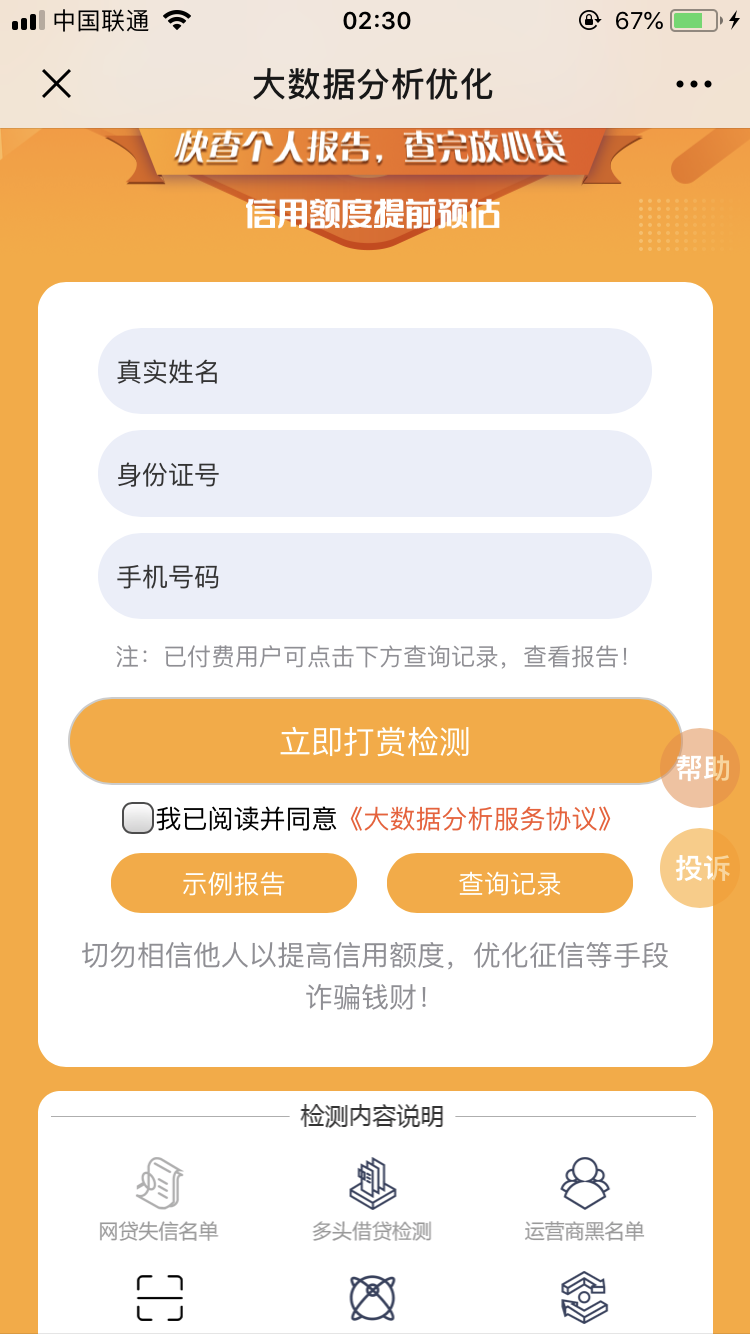 中国联通
02:30
67%
大数据分析优化
快查个人报告，查完放心贷
信用额度提前预估
真实姓名
身份证号
手机号码
注：已付费用户可点击下方查询记录，查看报告！
立即打赏检测
帮助
我已阅读并同意《大数据分析服务协议》
投诉
示例报告 查询记录
切勿相信他人以提高信用额度，优化征信等手段
诈骗钱财！
检测内容说明
网贷失信名单 多头借贷检测 运营商黑名单